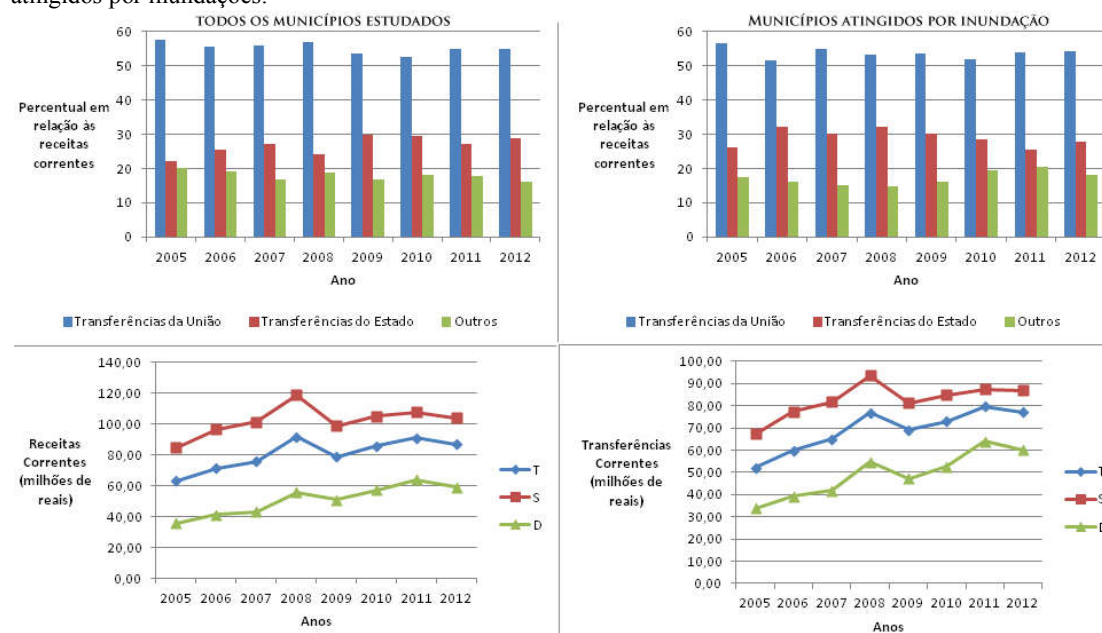 atingidos por inundações.
TODOS OS MUNICÍPIOS ESTUDADOS
60
50
40
30
20
10
0
Percentual em
relação às
receitas
correntes
2005 2006 2007 2008 2009 2010 2011 2012
Ano
Transferências da União Transferências do Estado Outros
MUNICÍPIOS ATINGIDOS POR INUNDAÇÃO
60
50
40
30
20
10
0
Percentual em
relação às
receitas
correntes
2005 2006 2007 2008 2009 2010 2011 2012
Ano
Transferências da União Transferências do Estado Outros
140,00
120,00
100,00
80,00
60,00
40,00
20,00
0,00
Receitas
Correntes
(milhões de
reais)
2005 2006 2007 2008 2009 2010 2011 2012
Anos
T
S
D
100,00
90,00
80,00
70,00
60,00
50,00
40,00
30,00
20,00
10,00
0,00
Transferências
Correntes
(milhões de
reais)
2005 2006 2007 2008 2009 2010 2011 2012
Anos
T
S
D